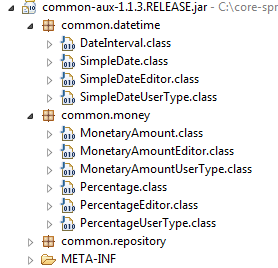 common-aux-1.1.3.RELEASE.jar - C:\core-spr
common.datetime
DateInterval.class
SimpleDate.class
SimpleDateEditor.class
SimpleDateUserType.class
common.money
MonetaryAmount.class
MonetaryAmountEditor.class
MonetaryAmountUserType.class
Percentage.class
PercentageEditor.class
PercentageUserType.class
common.repository
META-INF